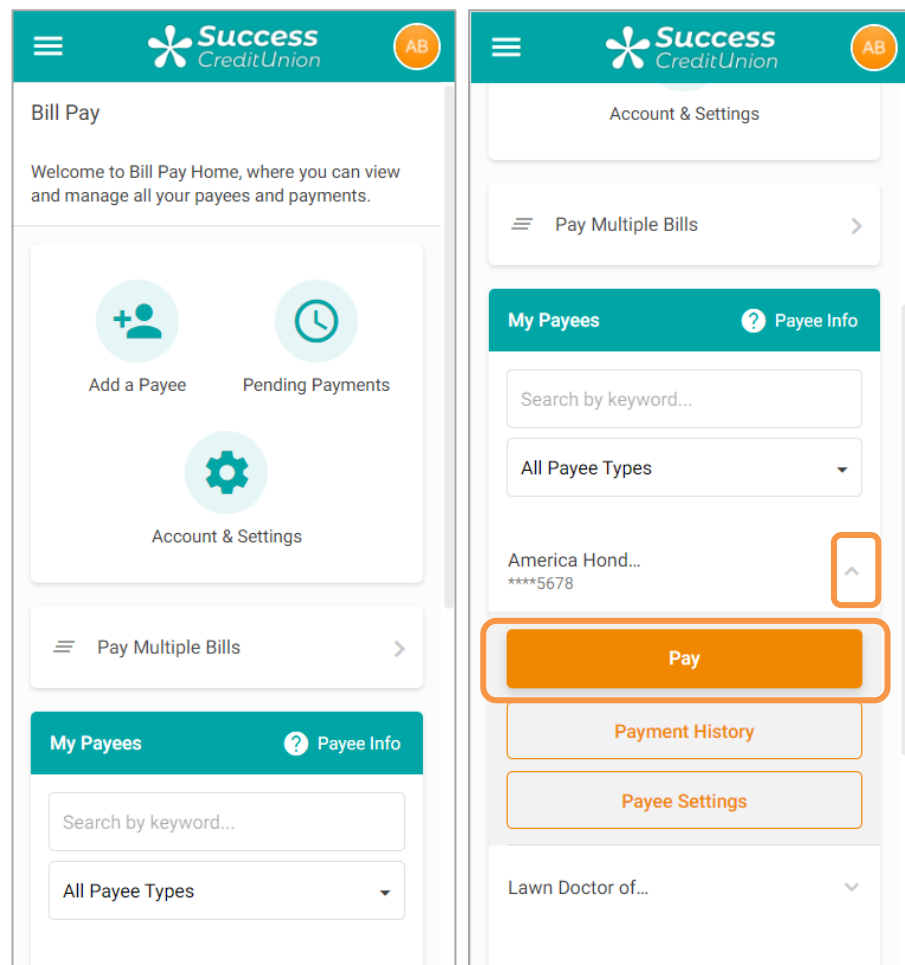 Success
CreditUnion
AB
Bill Pay
Welcome to Bill Pay Home, where you can view
and manage all your payees and payments.
Add a Payee
Pending Payments
Account & Settings
Pay Multiple Bills
My Payees
? Payee Info
Search by keyword...
All Payee Types
Success
CreditUnion
AB
Account & Settings
Pay Multiple Bills
My Payees
? Payee Info
Search by keyword...
All Payee Types
America Hond...
****5678
Pay
Payment History
Payee Settings
Lawn Doctor of...